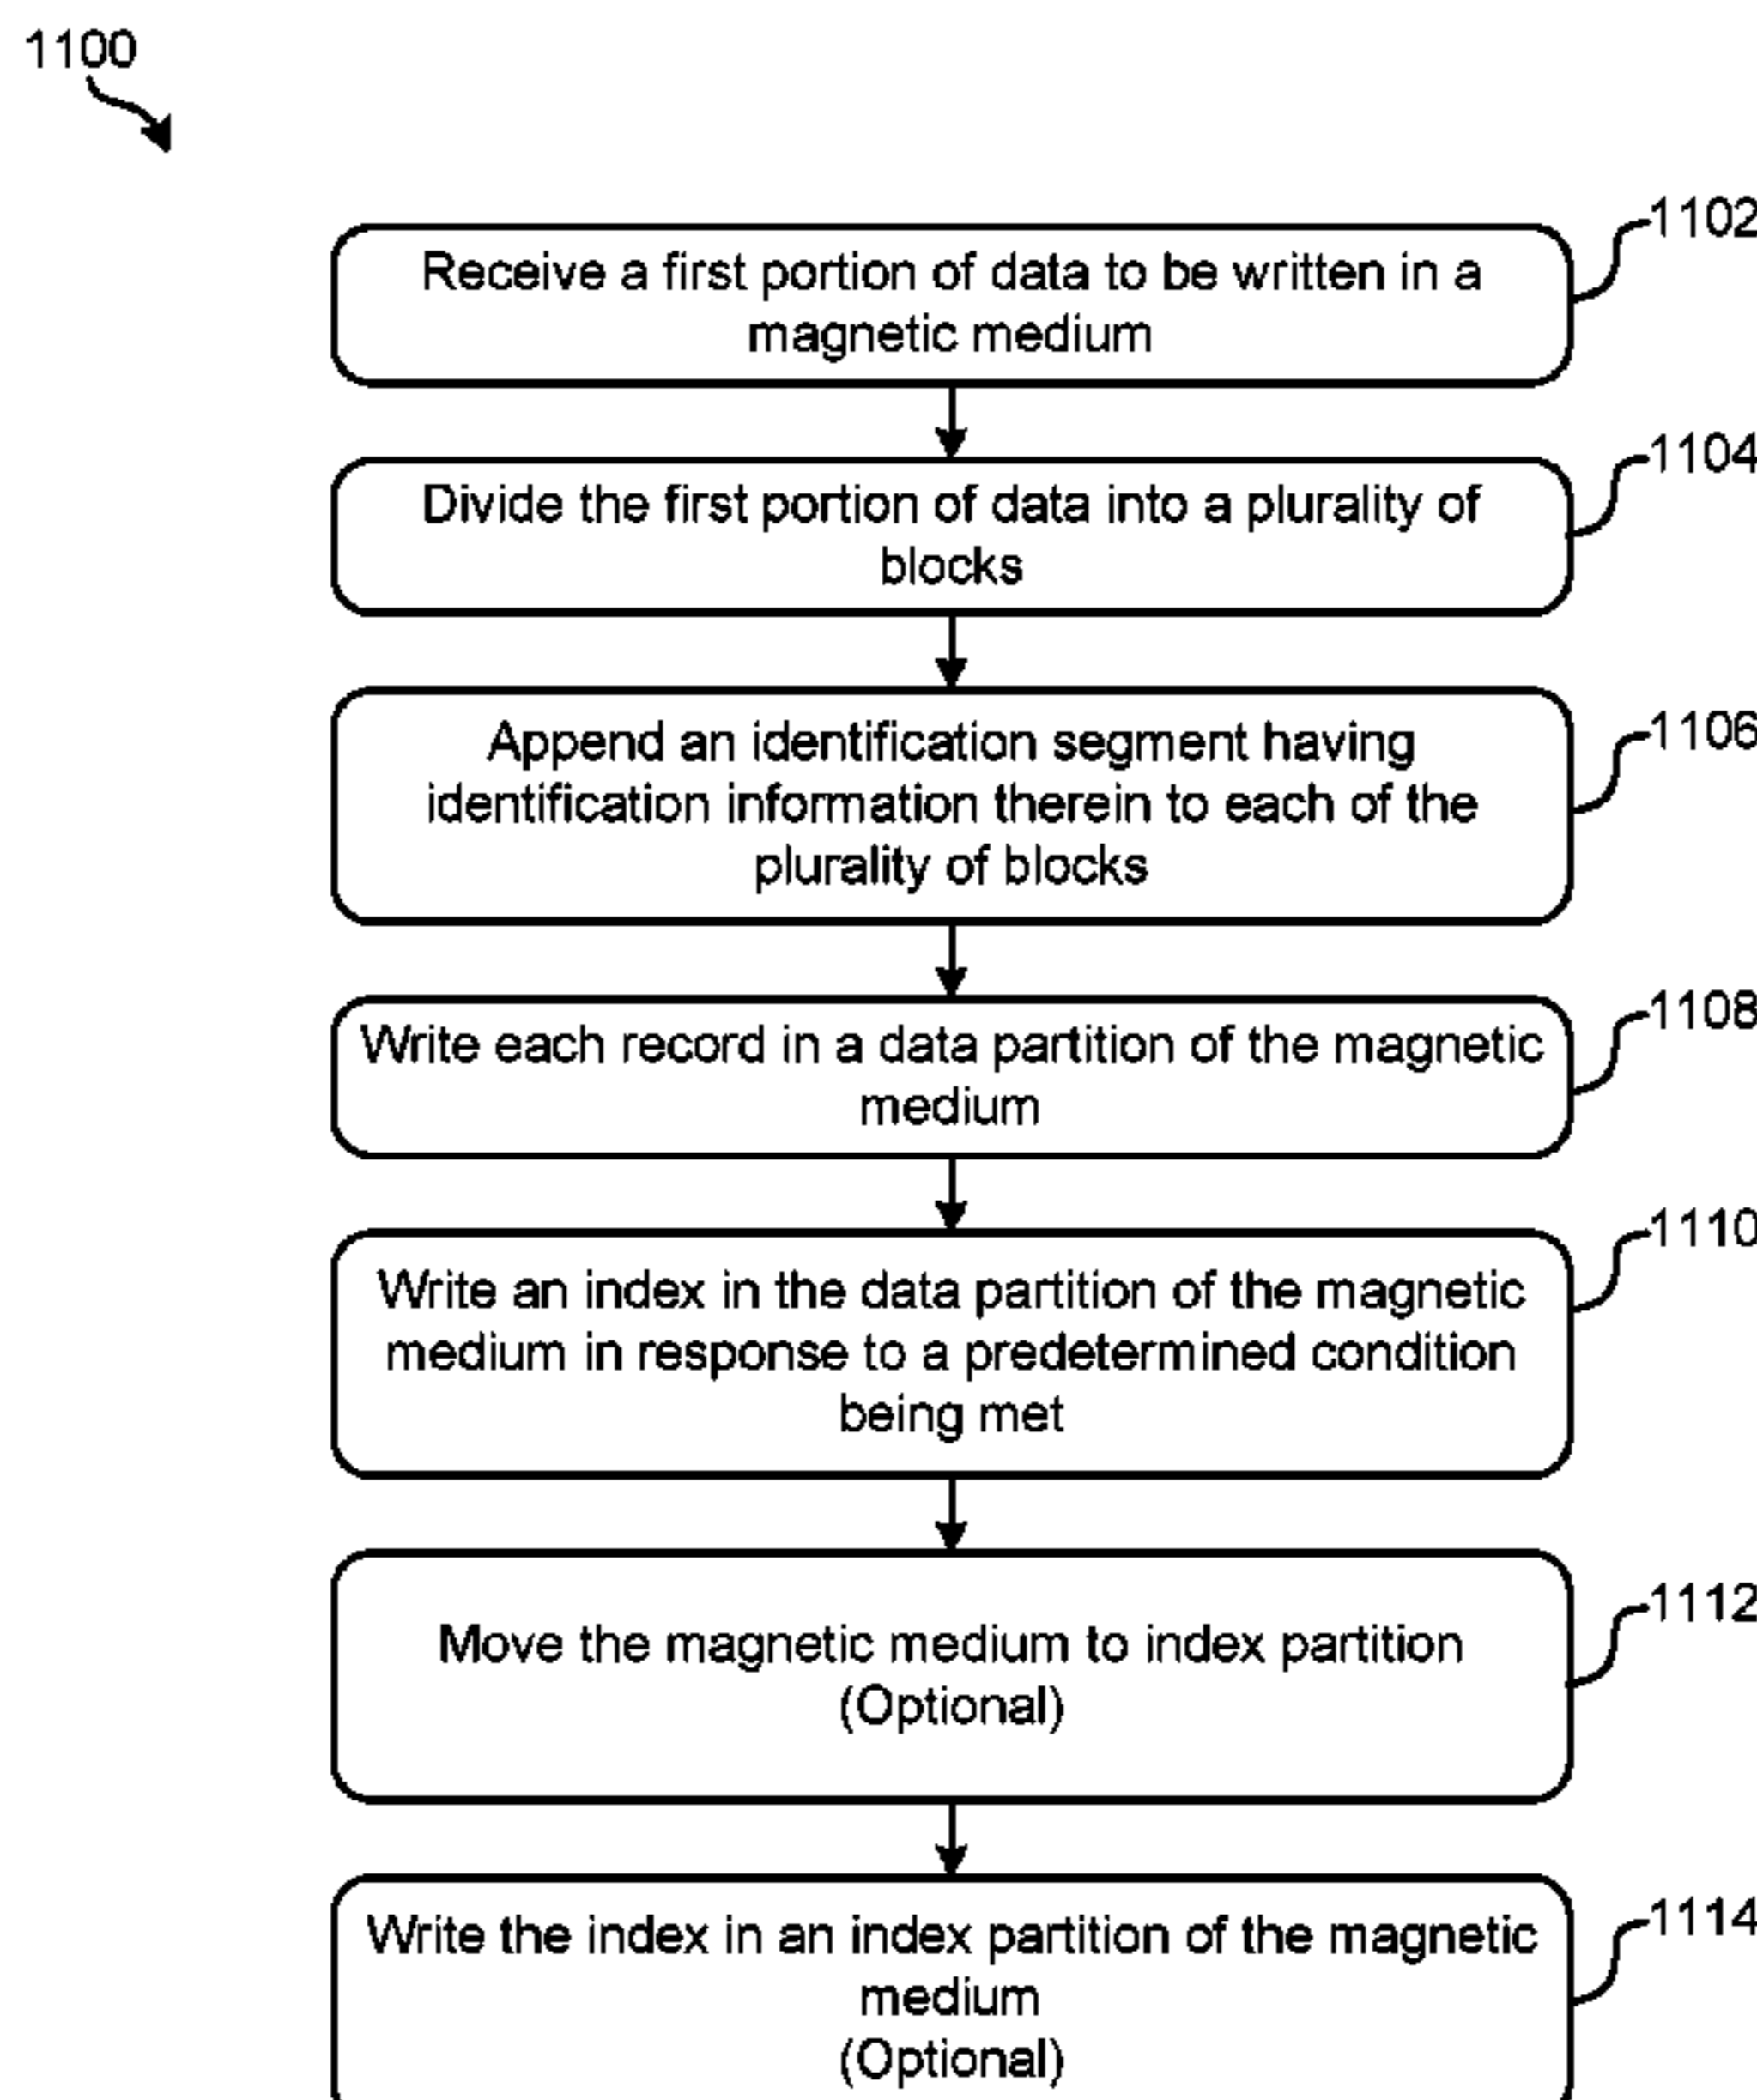 1100
1102
Receive a first portion of data to be written in a
magnetic medium
1104
Divide the first portion of data into a plurality of
blocks
1106
Append an identification segment having
identification information therein to each of the
plurality of blocks
1108
Write each record in a data partition of the magnetic
medium
1110
Write an index in the data partition of the magnetic
medium in response to a predetermined condition
being met
1112
Move the magnetic medium to index partition
(Optional)
1114
Write the index in an index partition of the magnetic
medium
(Optional)